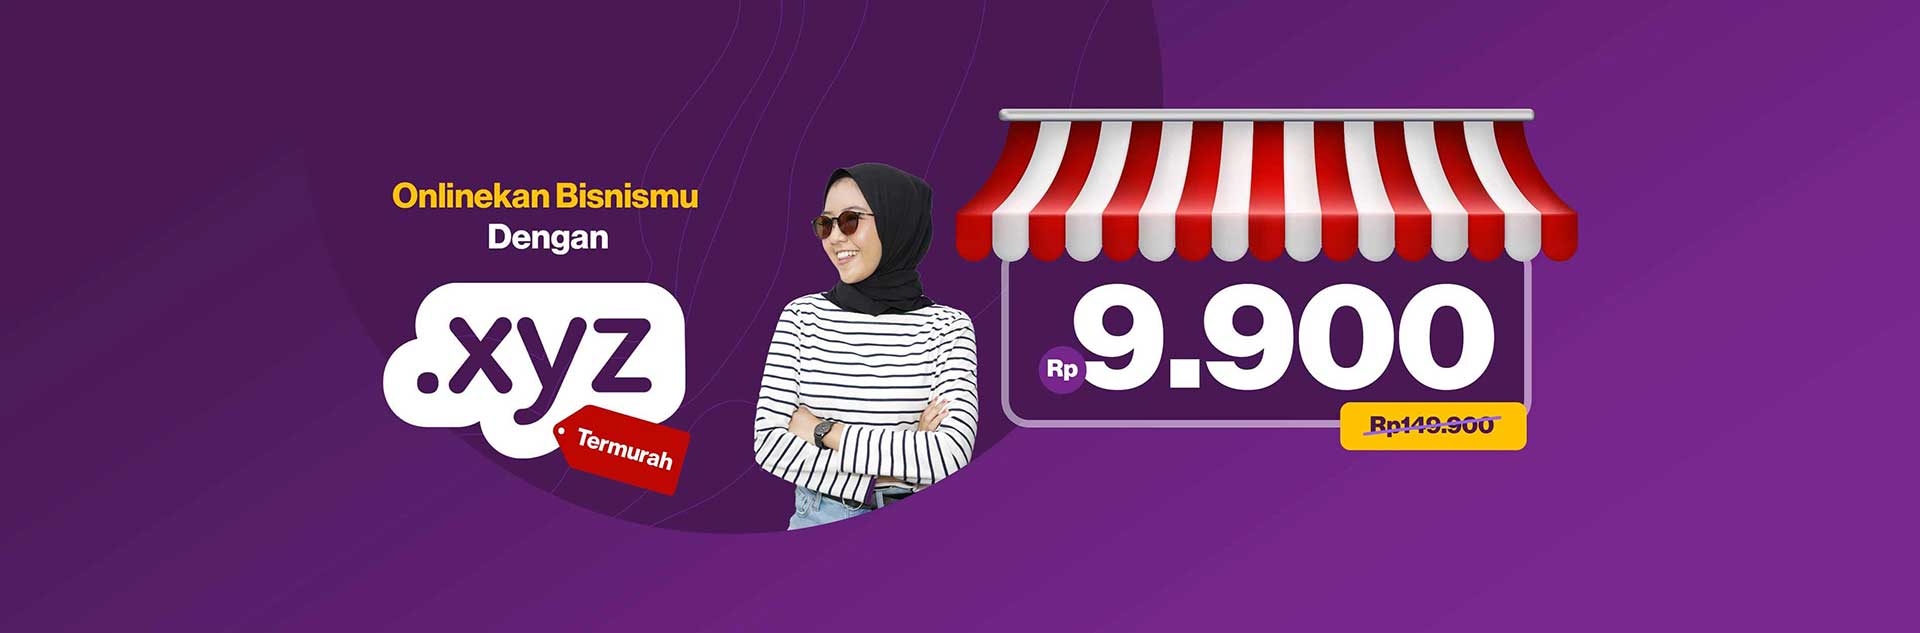 Onlinekan Bisnismu
Dengan
.xyz
Termurah
Rp 9.900
Rp149.900